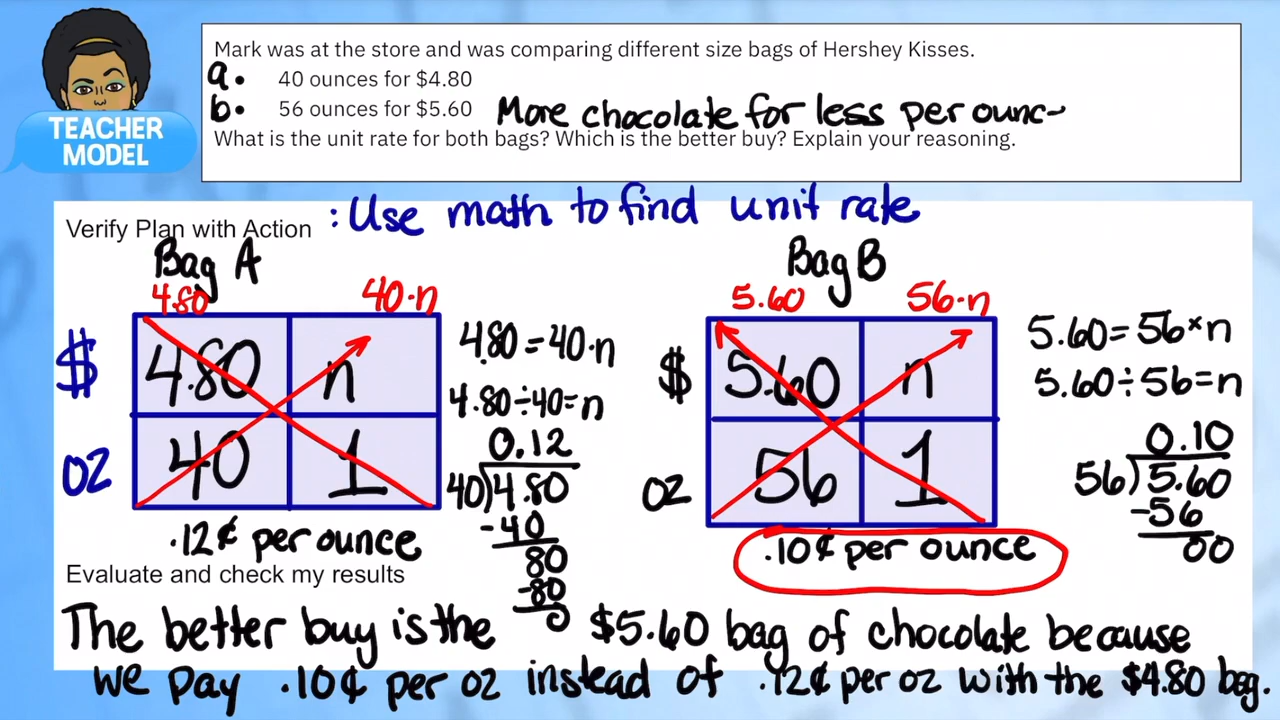 Mark was at the store and was comparing different size bags of Hershey Kisses.
a. 40 ounces for $4.80
b. 56 ounces for $5.60 More chocolate for less per ounc
What is the unit rate for both bags? Which is the better buy? Explain your reasoning.
TEACHER
MODEL
Verify Plan with Action : Use math to find unit rate
Bag A
4.80 40·n
$ 4.80 n
oz 40 1
.12¢ per ounce
4.80=40·n
4.80÷40=n
0.12
40)4.80
-40
80
-80
0
Bag B
5.60 56·n
$ 5.60 n
oz 56 1
.10¢ per ounce
5.60=56×n
5.60÷56=n
0.10
56)5.60
-56
00
Evaluate and check my results
The better buy is the $5.60 bag of chocolate because
we pay .10¢ per oz instead of .12¢ per oz with the $4.80 bag.